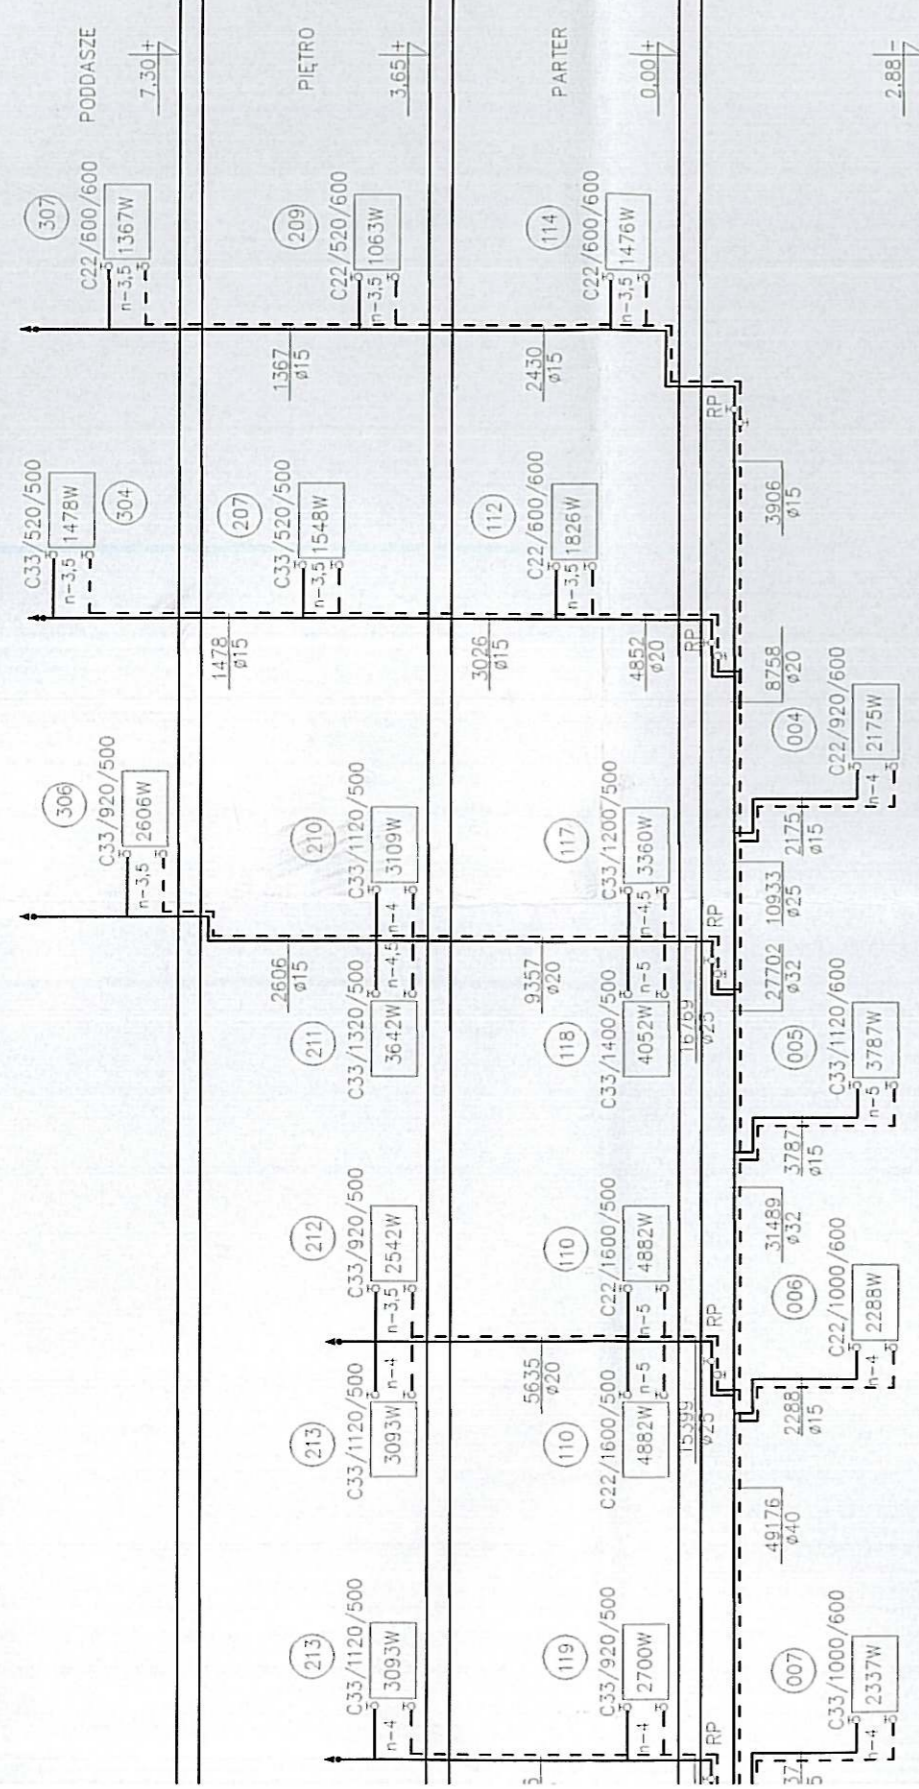 PODDASZE
7,30+
307
C22/600/600
1367W
n-3,5
C33/520/500
1478W
n-3,5
304
306
C33/920/500
2606W
n-3,5
PIĘTRO
3,65+
209
C22/520/600
1063W
n-3,5
1367
ø15
207
C33/520/500
1548W
n-3,5
1478
ø15
210
C33/1120/500
3109W
n-4
2606
ø15
n-4,5
211
C33/1320/500
3642W
212
C33/920/500
2542W
n-3,5
n-4
213
C33/1120/500
3093W
213
C33/1120/500
3093W
n-4
PARTER
0,00+
114
C22/600/600
1476W
n-3,5
2430
ø15
112
C22/600/600
1826W
n-3,5
3026
ø15
4852
ø20
117
C33/1200/500
3360W
n-4,5
9357
ø20
n-5
118
C33/1400/500
4052W
16769
ø25
110
C22/1600/500
4882W
n-5
5635
ø20
n-5
110
C22/1600/500
4882W
15399
ø25
119
C33/920/500
2700W
n-4
RP
RP
RP
RP
RP
2,88-
3906
ø15
8758
ø20
004
C22/920/600
2175W
n-4
2175
ø15
10933
ø25
27702
ø32
005
C33/1120/600
3787W
n-5
3787
ø15
31489
ø32
006
C22/1000/600
2288W
n-4
2288
ø15
49176
ø40
007
C33/1000/600
2337W
n-4